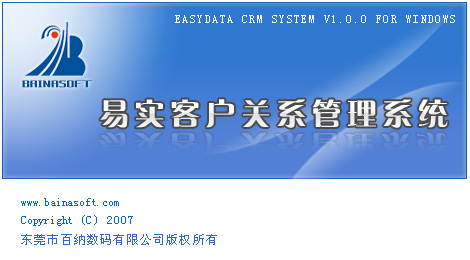 EASYDATA CRM SYSTEM V1.0.0 FOR WINDOWS
BAINASOFT
易实客户关系管理系统
www.bainasoft.com
Copyright (C) 2007
东莞市百纳数码有限公司版权所有